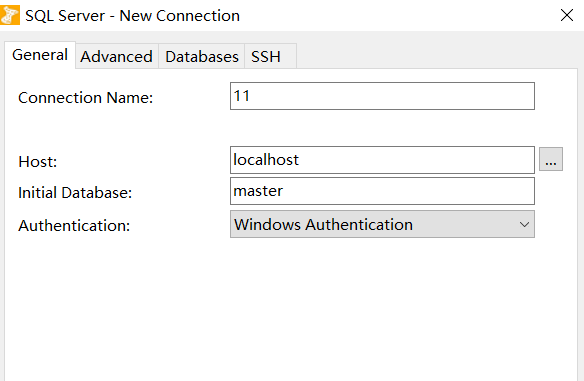 SQL Server - New Connection
General Advanced Databases SSH
Connection Name: 11
Host: localhost ...
Initial Database: master
Authentication: Windows Authentication